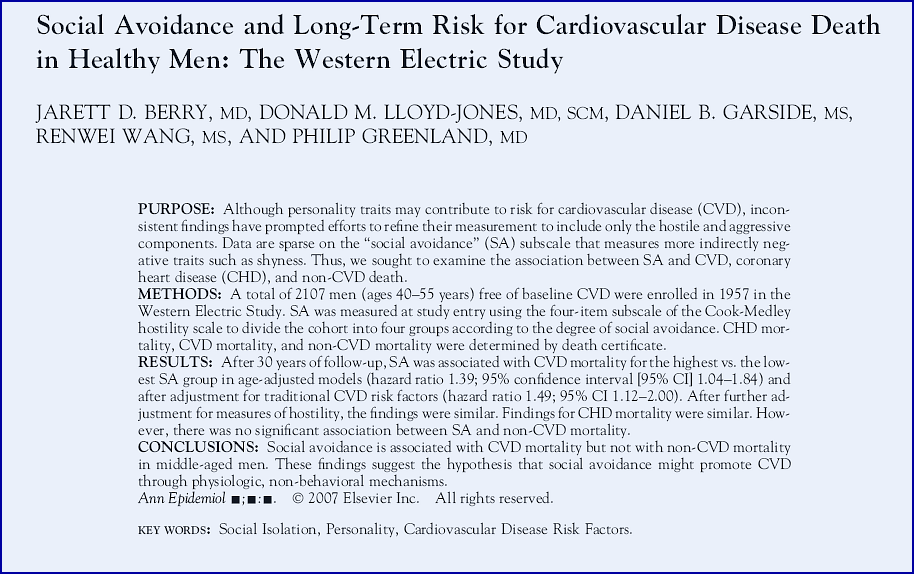 Social Avoidance and Long-Term Risk for Cardiovascular Disease Death
in Healthy Men: The Western Electric Study
JARETT D. BERRY, MD, DONALD M. LLOYD-JONES, MD, SCM, DANIEL B. GARSIDE, MS,
RENWEI WANG, MS, AND PHILIP GREENLAND, MD
PURPOSE: Although personality traits may contribute to risk for cardiovascular disease (CVD), incon-
sistent findings have prompted efforts to refine their measurement to include only the hostile and aggressive
components. Data are sparse on the “social avoidance” (SA) subscale that measures more indirectly neg-
ative traits such as shyness. Thus, we sought to examine the association between SA and CVD, coronary
heart disease (CHD), and non-CVD death.
METHODS: A total of 2107 men (ages 40–55 years) free of baseline CVD were enrolled in 1957 in the
Western Electric Study. SA was measured at study entry using the four-item subscale of the Cook-Medley
hostility scale to divide the cohort into four groups according to the degree of social avoidance. CHD mor-
tality, CVD mortality, and non-CVD mortality were determined by death certificate.
RESULTS: After 30 years of follow-up, SA was associated with CVD mortality for the highest vs. the low-
est SA group in age-adjusted models (hazard ratio 1.39; 95% confidence interval [95% CI] 1.04–1.84) and
after adjustment for traditional CVD risk factors (hazard ratio 1.49; 95% CI 1.12–2.00). After further ad-
justment for measures of hostility, the findings were similar. Findings for CHD mortality were similar. How-
ever, there was no significant association between SA and non-CVD mortality.
CONCLUSIONS: Social avoidance is associated with CVD mortality but not with non-CVD mortality
in middle-aged men. These findings suggest the hypothesis that social avoidance might promote CVD
through physiologic, non-behavioral mechanisms.
Ann Epidemiol ■;■:■. © 2007 Elsevier Inc. All rights reserved.
KEY WORDS: Social Isolation, Personality, Cardiovascular Disease Risk Factors.